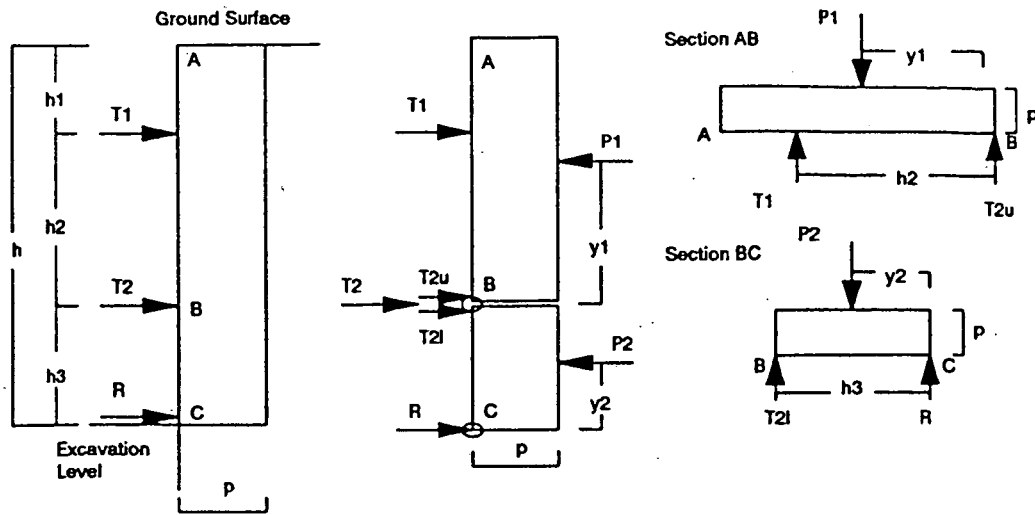 Ground Surface
A
h1
T1
h2
h
T2
B
h3
R
C
Excavation
Level
p
A
T1
P1
y1
T2
T2u
B
T2l
P2
y2
R
C
p
Section AB
P1
y1
p
A
B
h2
T1
T2u
Section BC
P2
y2
p
B
C
h3
T2l
R